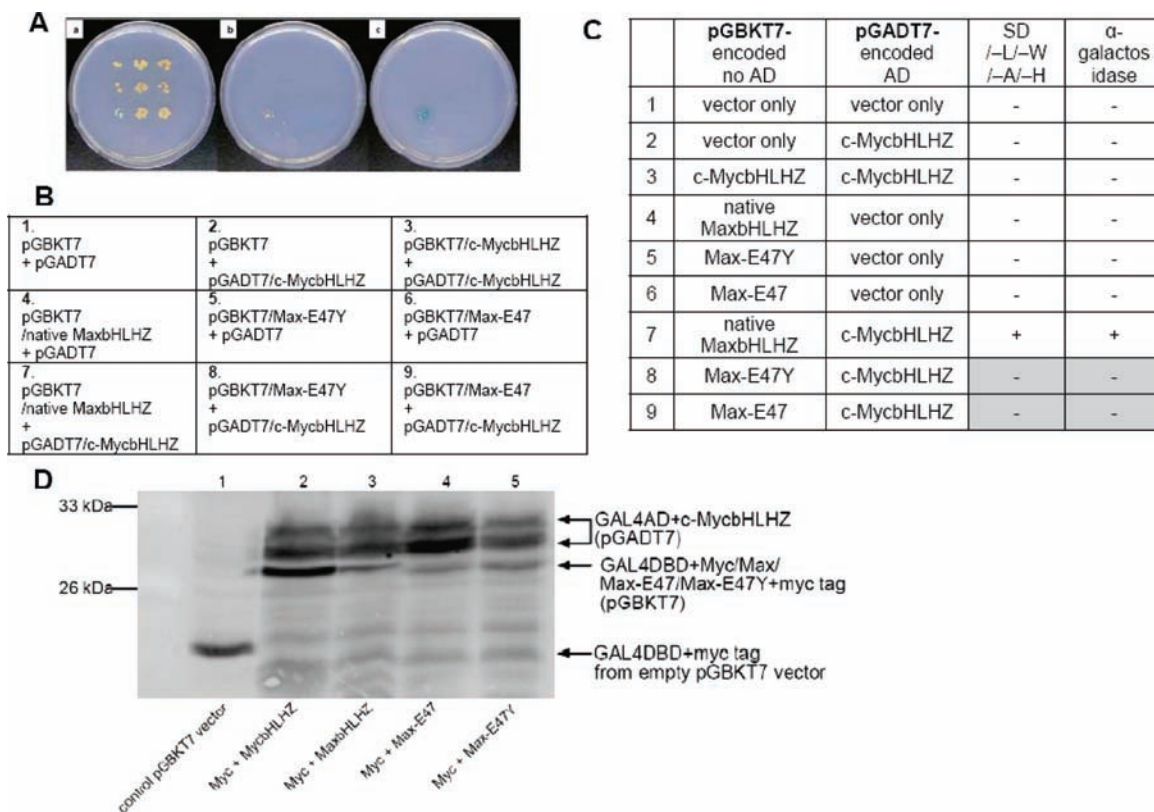 A
a
b
c
B
1.
pGBKT7
+ pGADT7
2.
pGBKT7
+
pGADT7/c-MycbHLHZ
3.
pGBKT7/c-MycbHLHZ
+
pGADT7/c-MycbHLHZ
4.
pGBKT7
/native MaxbHLHZ
+ pGADT7
5.
pGBKT7/Max-E47Y
+ pGADT7
6.
pGBKT7/Max-E47
+ pGADT7
7.
pGBKT7
/native MaxbHLHZ
+
pGADT7/c-MycbHLHZ
8.
pGBKT7/Max-E47Y
+
pGADT7/c-MycbHLHZ
9.
pGBKT7/Max-E47
+
pGADT7/c-MycbHLHZ
C
pGBKT7-
encoded
no AD
pGADT7-
encoded
AD
SD
/–L/–W
/–A/–H
α-
galactos
idase
1 vector only vector only - -
2 vector only c-MycbHLHZ - -
3 c-MycbHLHZ c-MycbHLHZ - -
4 native
MaxbHLHZ vector only - -
5 Max-E47Y vector only - -
6 Max-E47 vector only - -
7 native
MaxbHLHZ c-MycbHLHZ + +
8 Max-E47Y c-MycbHLHZ - -
9 Max-E47 c-MycbHLHZ - -
D
1 2 3 4 5
33 kDa
26 kDa
GAL4AD+c-MycbHLHZ
(pGADT7)
GAL4DBD+Myc/Max/
Max-E47/Max-E47Y+myc tag
(pGBKT7)
GAL4DBD+myc tag
from empty pGBKT7 vector
control pGBKT7 vector
Myc + MycbHLHZ
Myc + MaxbHLHZ
Myc + Max-E47
Myc + Max-E47Y